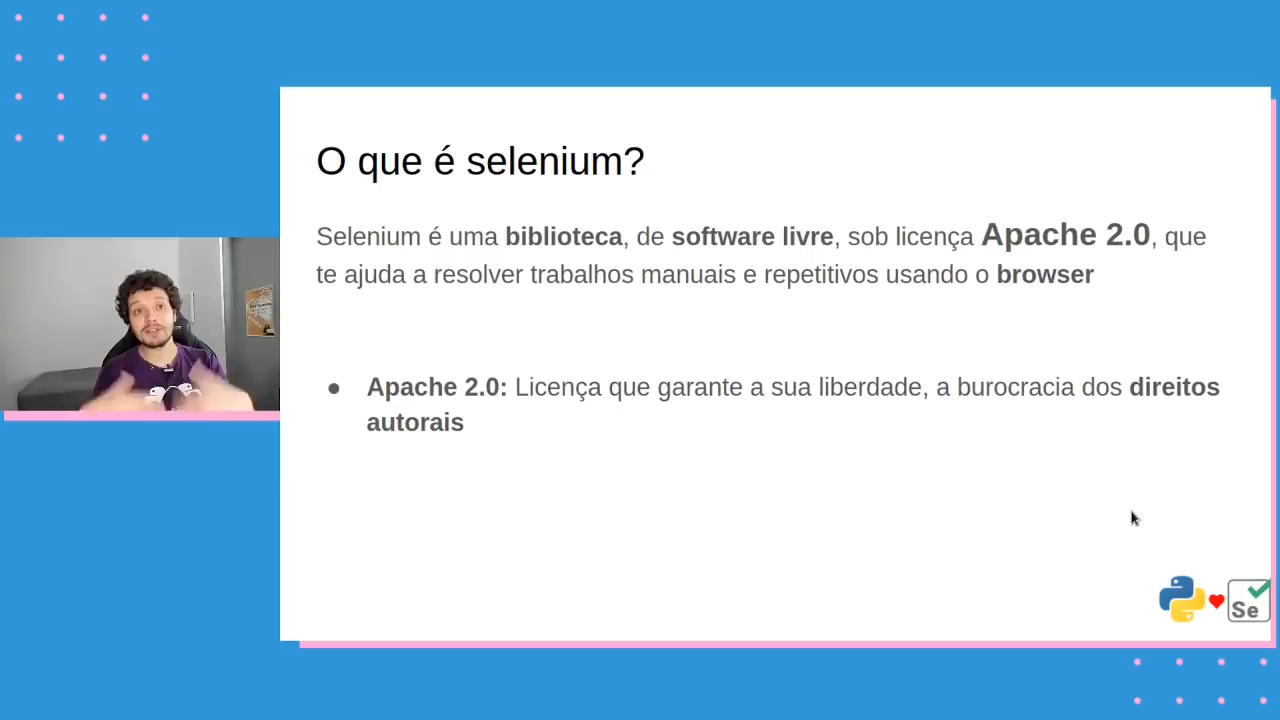 O que é selenium?
Selenium é uma biblioteca, de software livre, sob licença Apache 2.0, que
te ajuda a resolver trabalhos manuais e repetitivos usando o browser
● Apache 2.0: Licença que garante a sua liberdade, a burocracia dos direitos
autorais
Se